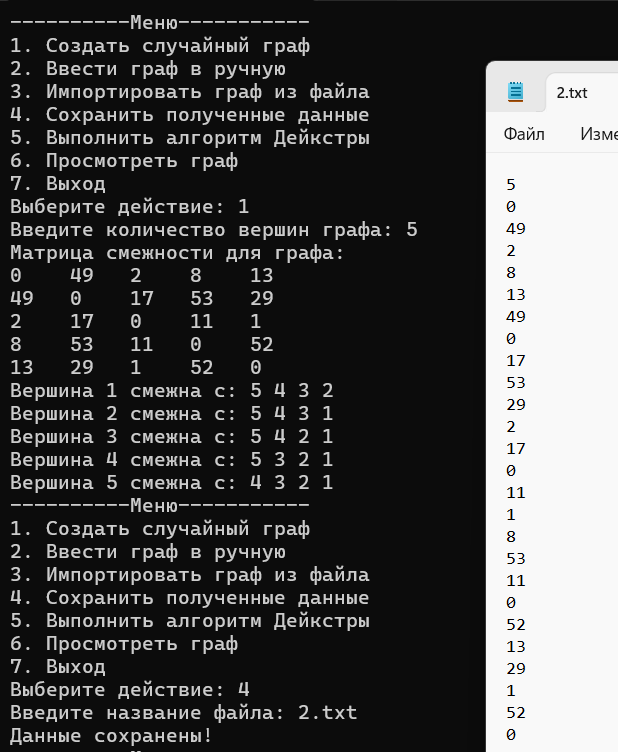 ----------Меню-----------
1. Создать случайный граф
2. Ввести граф в ручную
3. Импортировать граф из файла
4. Сохранить полученные данные
5. Выполнить алгоритм Дейкстры
6. Просмотреть граф
7. Выход
Выберите действие: 1
Введите количество вершин графа: 5
Матрица смежности для графа:
0 49 2 8 13
49 0 17 53 29
2 17 0 11 1
8 53 11 0 52
13 29 1 52 0
Вершина 1 смежна с: 5 4 3 2
Вершина 2 смежна с: 5 4 3 1
Вершина 3 смежна с: 5 4 2 1
Вершина 4 смежна с: 5 3 2 1
Вершина 5 смежна с: 4 3 2 1
----------Меню-----------
1. Создать случайный граф
2. Ввести граф в ручную
3. Импортировать граф из файла
4. Сохранить полученные данные
5. Выполнить алгоритм Дейкстры
6. Просмотреть граф
7. Выход
Выберите действие: 4
Введите название файла: 2.txt
Данные сохранены!
2.txt
Файл Изме
5
0
49
2
8
13
49
0
17
53
29
2
17
0
11
1
8
53
11
0
52
13
29
1
52
0